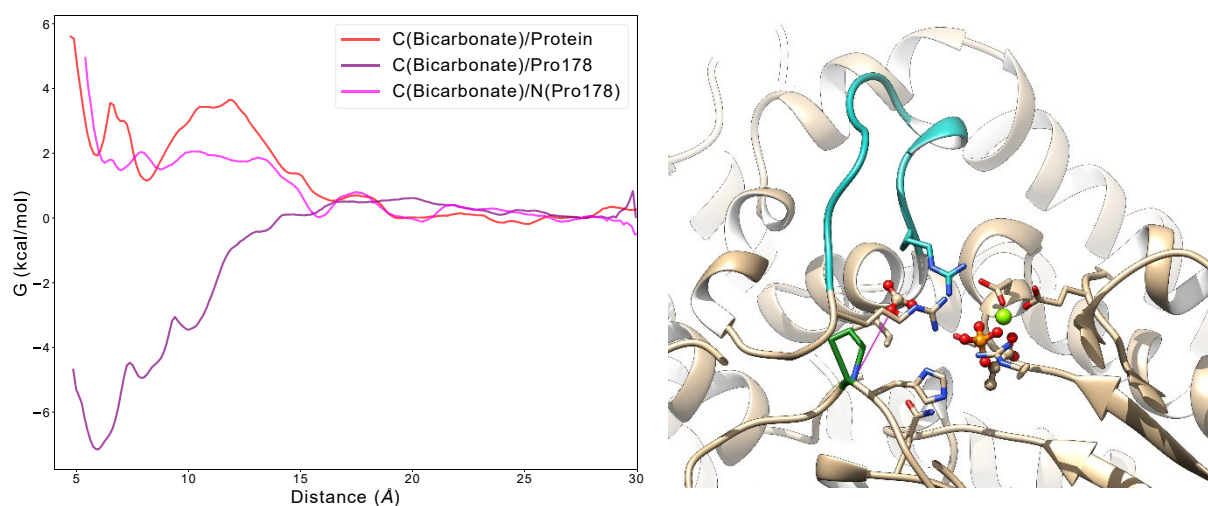 C(Bicarbonate)/Protein
C(Bicarbonate)/Pro178
C(Bicarbonate)/N(Pro178)
G (kcal/mol)
6
4
2
0
−2
−4
−6
5
10
15
20
25
30
Distance (Å)